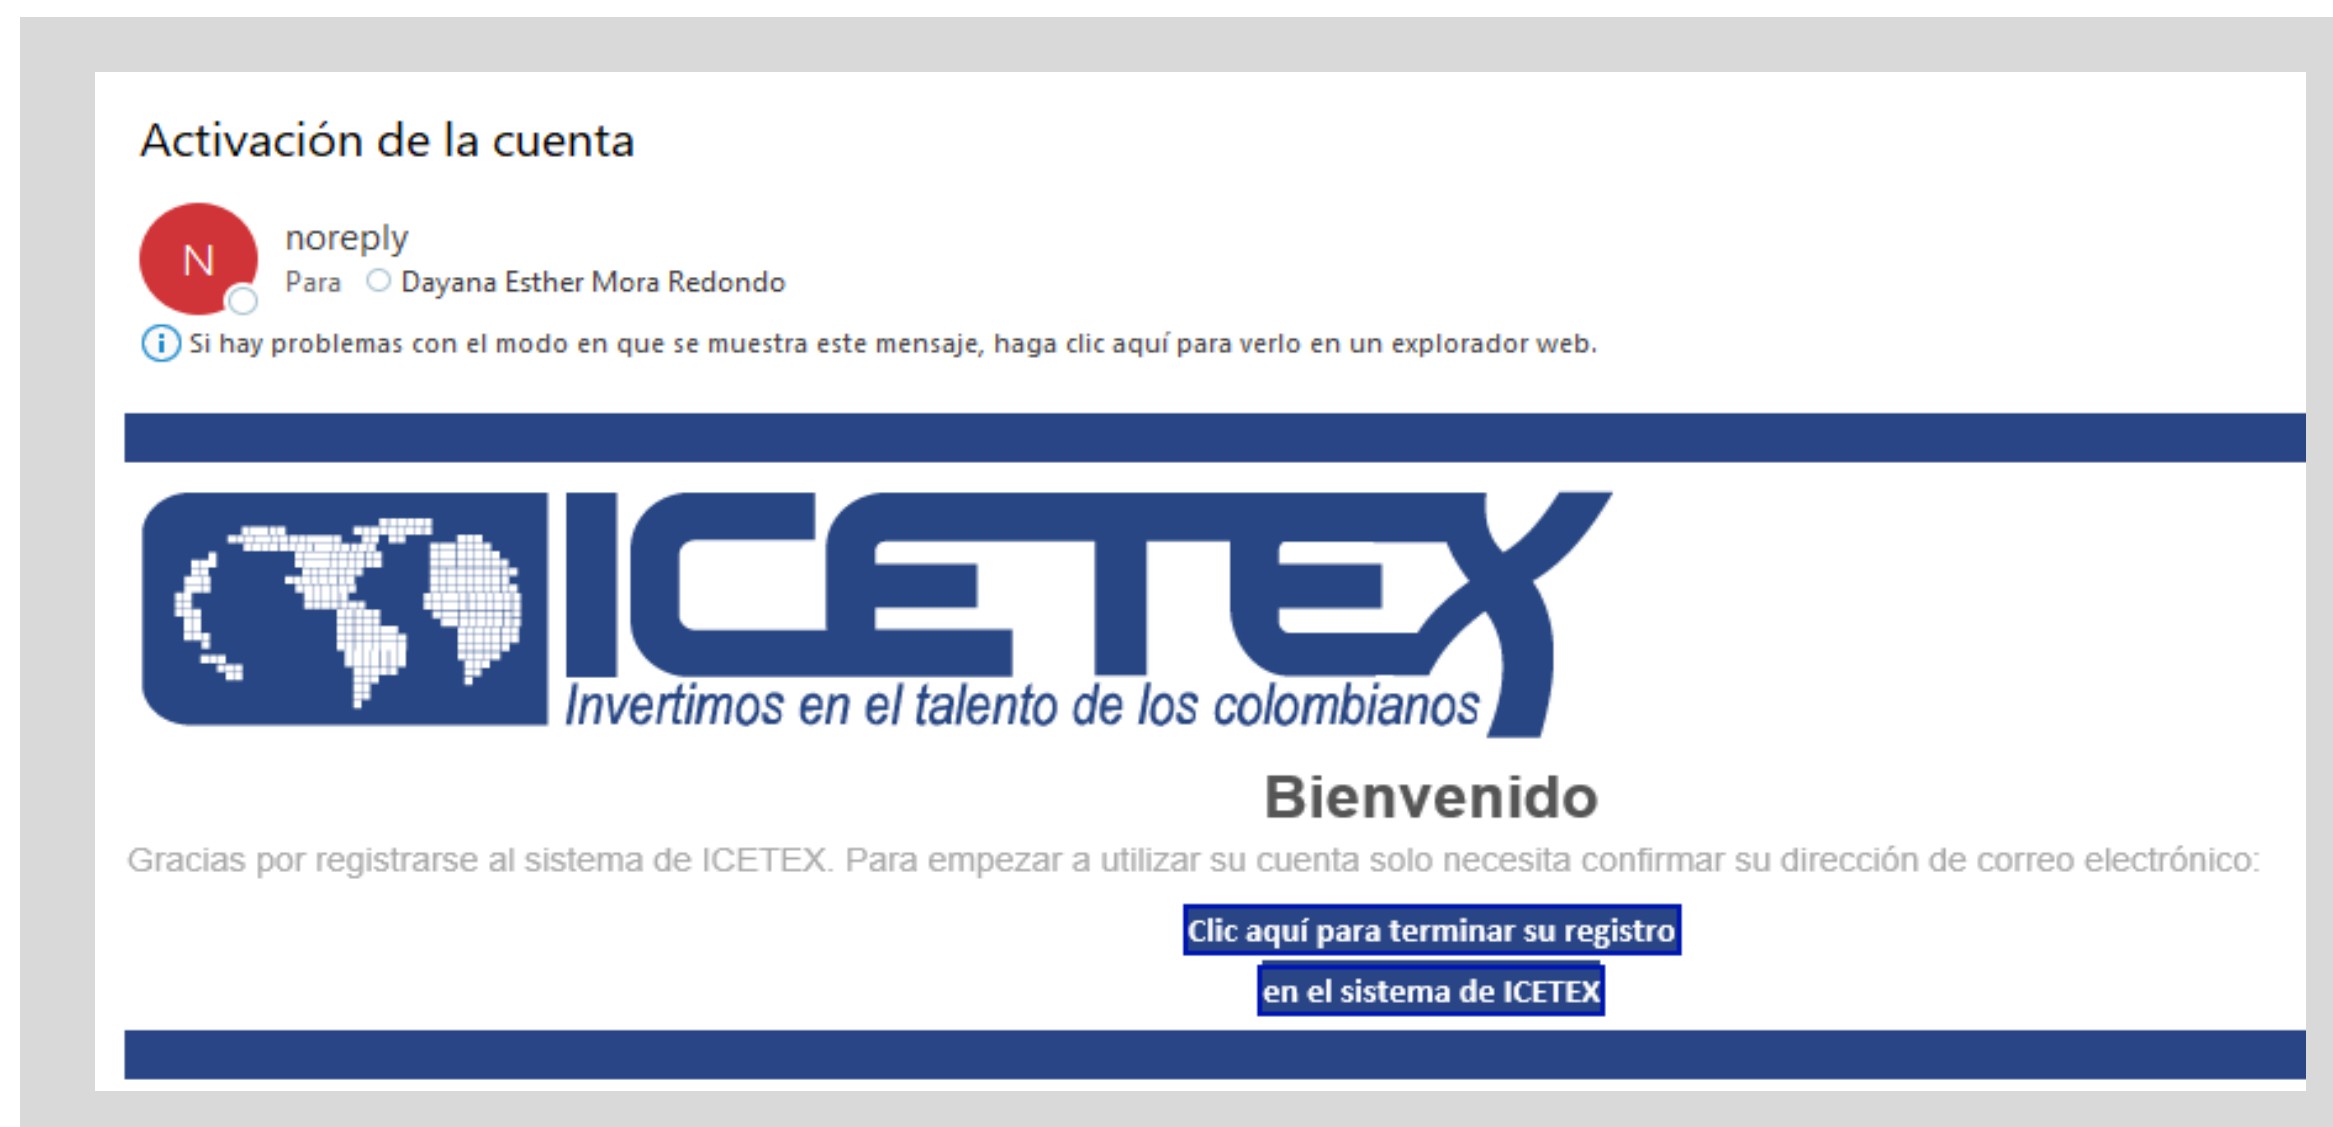 Activación de la cuenta
N
noreply
Para Dayana Esther Mora Redondo
i Si hay problemas con el modo en que se muestra este mensaje, haga clic aquí para verlo en un explorador web.
ICETEX
Invertimos en el talento de los colombianos
Bienvenido
Gracias por registrarse al sistema de ICETEX. Para empezar a utilizar su cuenta solo necesita confirmar su dirección de correo electrónico:
Clic aquí para terminar su registro
en el sistema de ICETEX